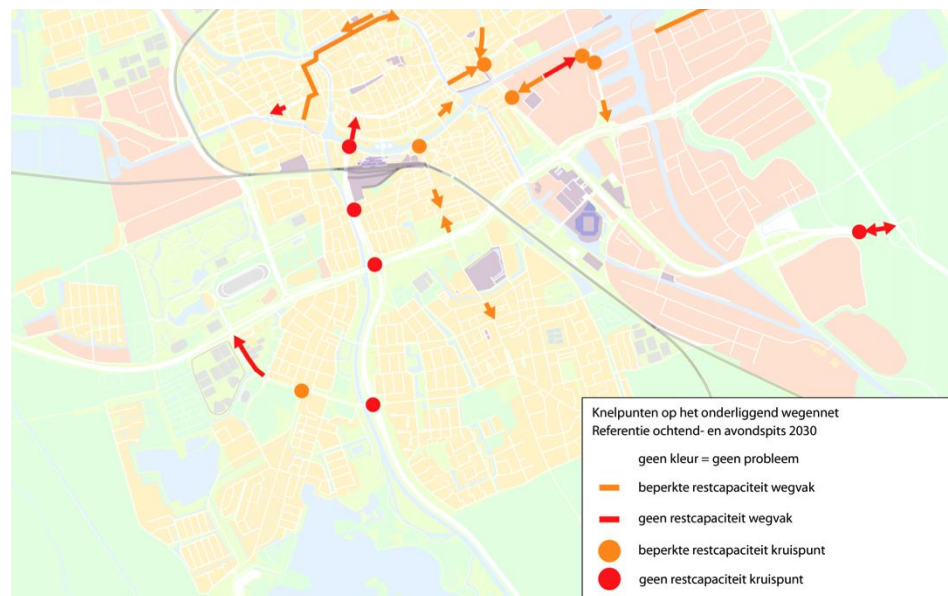 Knelpunten op het onderliggend wegennet
Referentie ochtend- en avondspits 2030
geen kleur = geen probleem
beperkte restcapaciteit wegvak
geen restcapaciteit wegvak
beperkte restcapaciteit kruispunt
geen restcapaciteit kruispunt